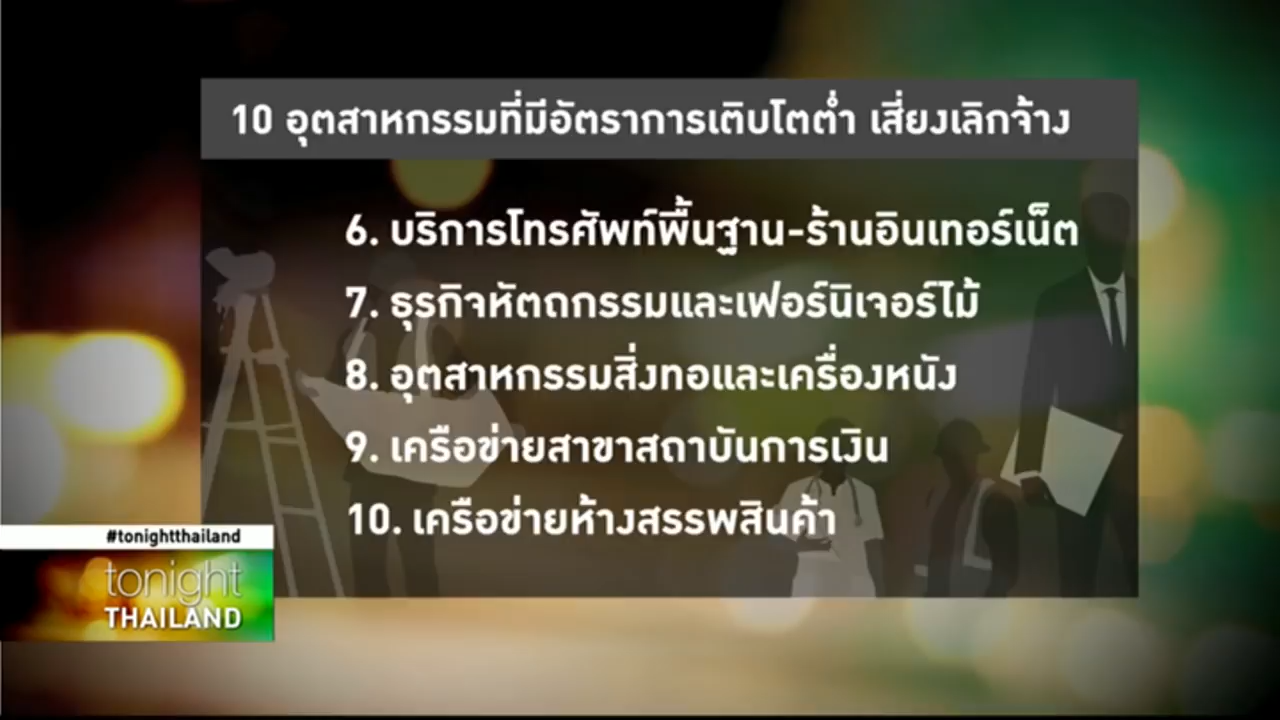 10 อุตสาหกรรมที่มีอัตราการเติบโตต่ำ เสี่ยงเลิกจ้าง
6. บริการโทรศัพท์พื้นฐาน-ร้านอินเทอร์เน็ต
7. ธุรกิจหัตถกรรมและเฟอร์นิเจอร์ไม้
8. อุตสาหกรรมสิ่งทอและเครื่องหนัง
9. เครือข่ายสาขาสถาบันการเงิน
10. เครือข่ายห้างสรรพสินค้า
#tonightthailand
tonight
THAILAND